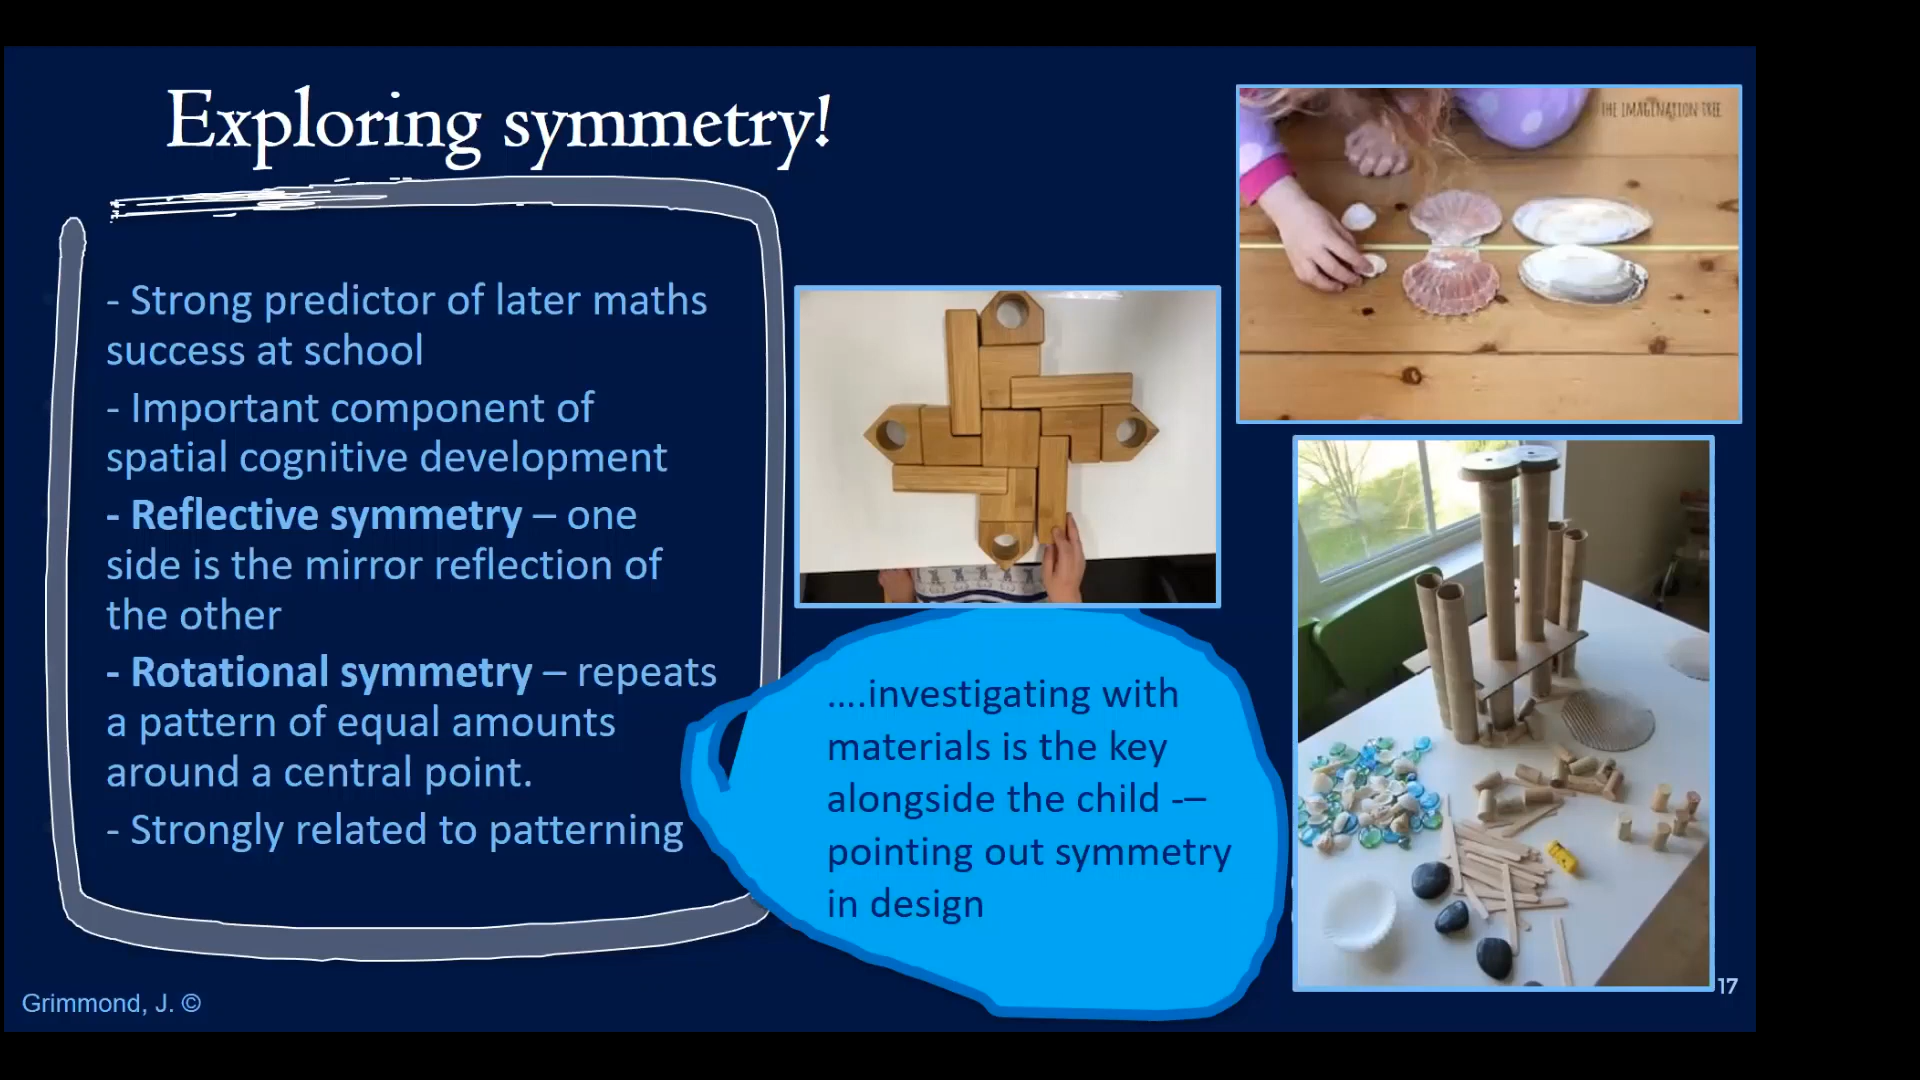 Exploring symmetry!
- Strong predictor of later maths
success at school
- Important component of
spatial cognitive development
- Reflective symmetry – one
side is the mirror reflection of
the other
- Rotational symmetry – repeats
a pattern of equal amounts
around a central point.
- Strongly related to patterning
THE IMAGINATION TREE
....investigating with
materials is the key
alongside the child -–
pointing out symmetry
in design
Grimmond, J. ©
17